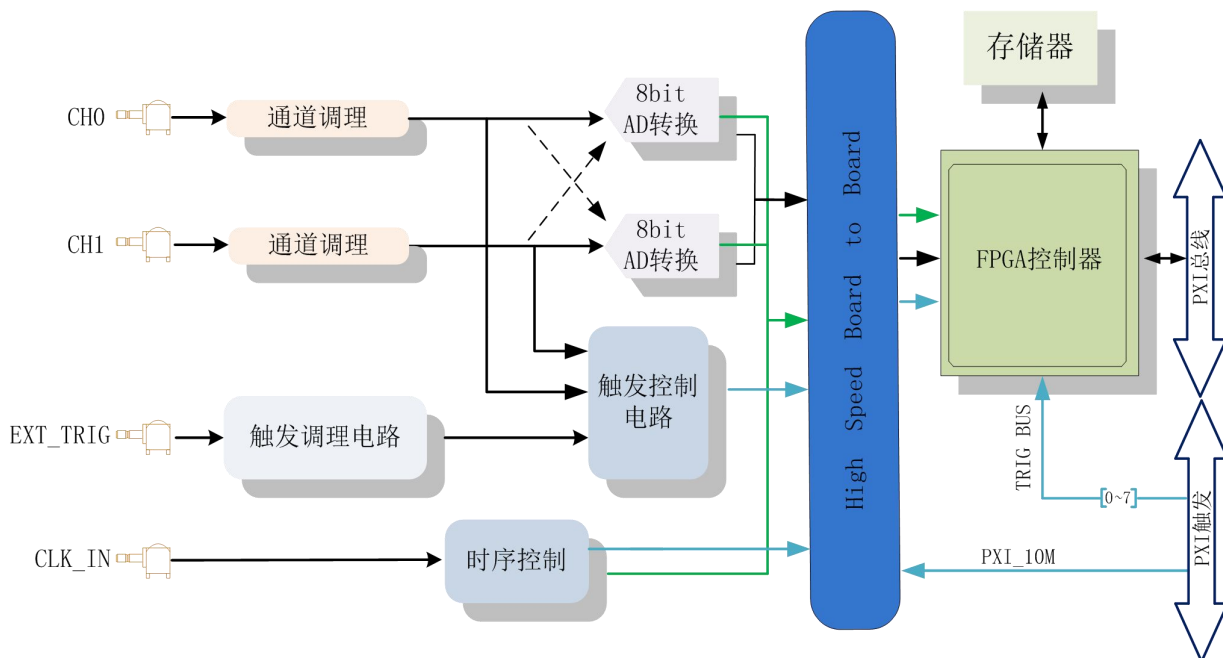 存储器
CH0
通道调理
8bit
AD转换
CH1
通道调理
8bit
AD转换
High Speed Board to Board
FPGA控制器
PXI总线
触发控制
电路
EXT_TRIG
触发调理电路
TRIG BUS
[0~7]
PXI触发
CLK_IN
时序控制
PXI_10M